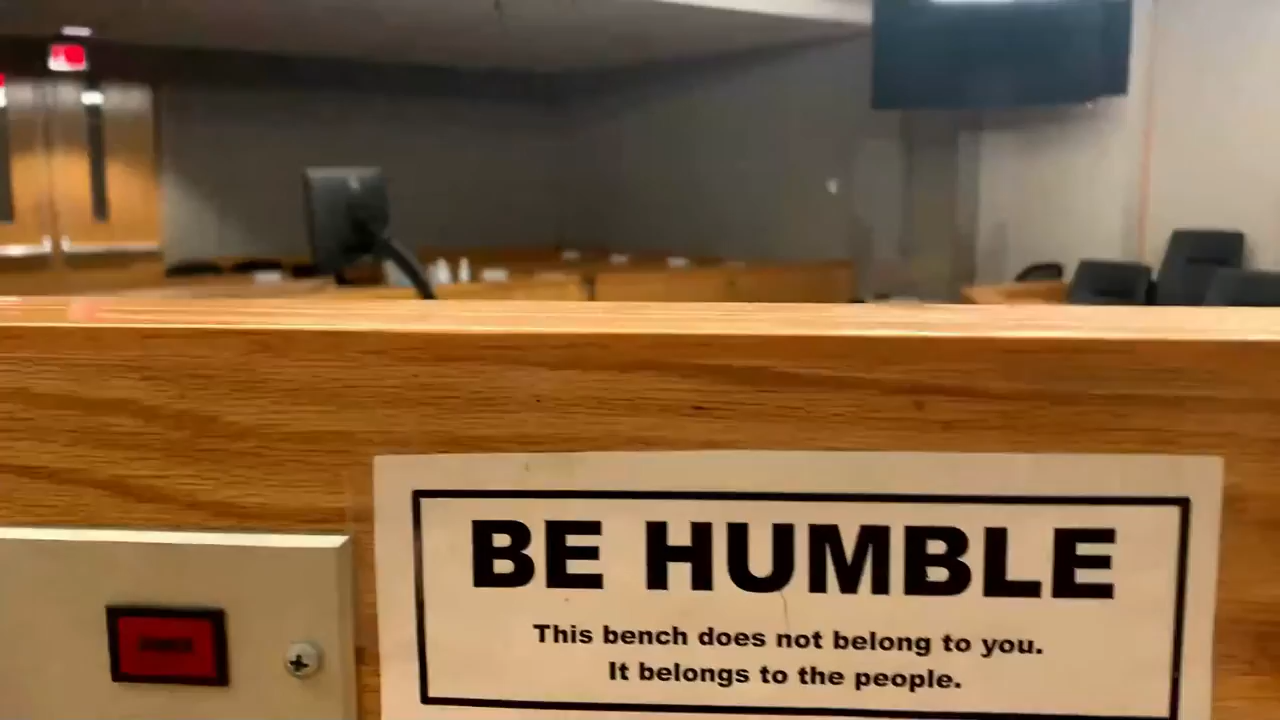 BE HUMBLE
This bench does not belong to you.
It belongs to the people.